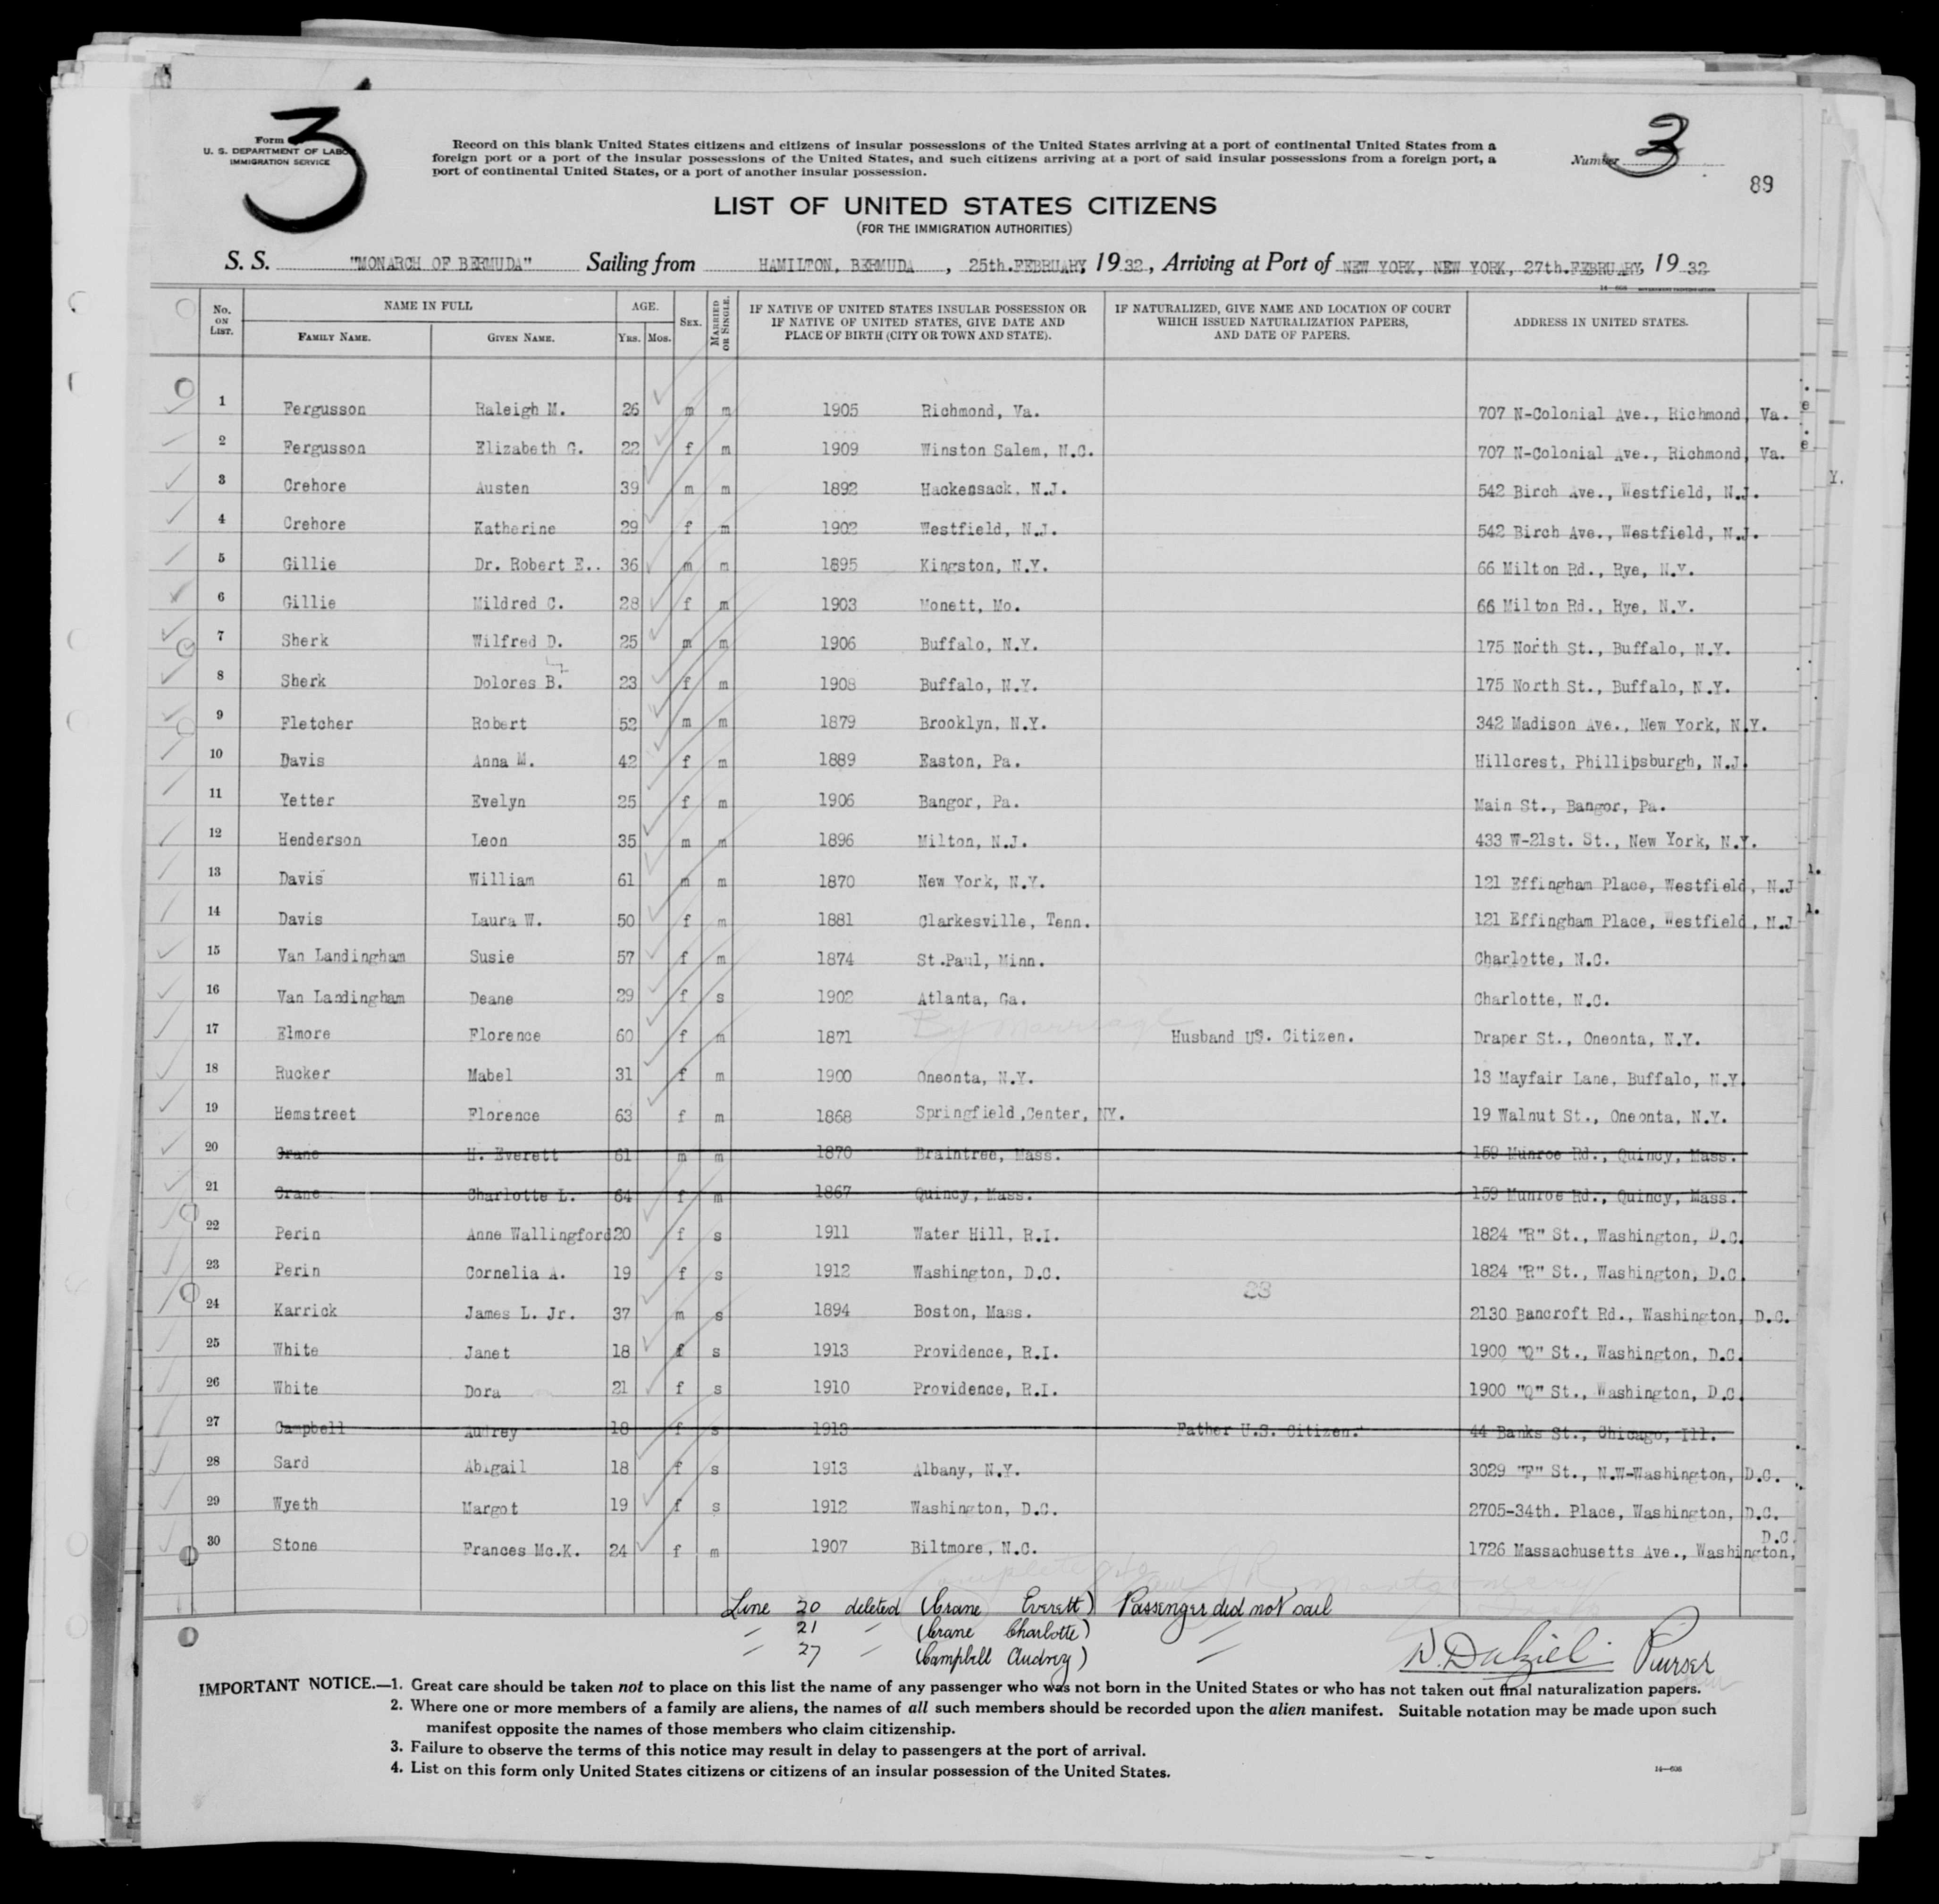 3
Form
U. S. DEPARTMENT OF LABOR
IMMIGRATION SERVICE
Record on this blank United States citizens and citizens of insular possessions of the United States arriving at a port of continental United States from a
foreign port or a port of the insular possessions of the United States, and such citizens arriving at a port of said insular possessions from a foreign port, a
port of continental United States, or a port of another insular possession.
Number 3
89
LIST OF UNITED STATES CITIZENS
(FOR THE IMMIGRATION AUTHORITIES)
S. S. "MONARCH OF BERMUDA" Sailing from HAMILTON, BERMUDA, 25th.FEBRUARY, 1932, Arriving at Port of NEW YORK, NEW YORK, 27th.FEBRUARY, 1932
No. ON LIST. NAME IN FULL FAMILY NAME. GIVEN NAME. AGE. YRS. MOS. SEX. MARRIED OR SINGLE. IF NATIVE OF UNITED STATES INSULAR POSSESSION OR IF NATIVE OF UNITED STATES, GIVE DATE AND PLACE OF BIRTH (CITY OR TOWN AND STATE). IF NATURALIZED, GIVE NAME AND LOCATION OF COURT WHICH ISSUED NATURALIZATION PAPERS, AND DATE OF PAPERS. ADDRESS IN UNITED STATES.
1 Fergusson Raleigh M. 26 m m 1905 Richmond, Va. 707 N-Colonial Ave., Richmond, Va.
2 Fergusson Elizabeth G. 22 f m 1909 Winston Salem, N.C. 707 N-Colonial Ave., Richmond, Va.
3 Crehore Austen 39 m m 1892 Hackensack, N.J. 542 Birch Ave., Westfield, N.J.
4 Crehore Katherine 29 f m 1902 Westfield, N.J. 542 Birch Ave., Westfield, N.J.
5 Gillie Dr. Robert E.. 36 m m 1895 Kingston, N.Y. 66 Milton Rd., Rye, N.Y.
6 Gillie Mildred C. 28 f m 1903 Monett, Mo. 66 Milton Rd., Rye, N.Y.
7 Sherk Wilfred D. 25 m m 1906 Buffalo, N.Y. 175 North St., Buffalo, N.Y.
8 Sherk Dolores B. 23 f m 1908 Buffalo, N.Y. 175 North St., Buffalo, N.Y.
9 Fletcher Robert 52 m m 1879 Brooklyn, N.Y. 342 Madison Ave., New York, N.Y.
10 Davis Anna M. 42 f m 1889 Easton, Pa. Hillcrest, Phillipsburgh, N.J.
11 Yetter Evelyn 25 f m 1906 Bangor, Pa. Main St., Bangor, Pa.
12 Henderson Leon 35 m m 1896 Milton, N.J. 433 W-21st. St., New York, N.Y.
13 Davis William 61 m m 1870 New York, N.Y. 121 Effingham Place, Westfield, N.J
14 Davis Laura W. 50 f m 1881 Clarkesville, Tenn. 121 Effingham Place, Westfield, N.J
15 Van Landingham Susie 57 f m 1874 St.Paul, Minn. Charlotte, N.C.
16 Van Landingham Deane 29 f s 1902 Atlanta, Ga. Charlotte, N.C.
By Marriage
17 Elmore Florence 60 f m 1871 Husband US. Citizen. Draper St., Oneonta, N.Y.
18 Rucker Mabel 31 f m 1900 Oneonta, N.Y. 13 Mayfair Lane, Buffalo, N.Y.
19 Hemstreet Florence 63 f m 1868 Springfield,Center, NY. 19 Walnut St., Oneonta, N.Y.
20 Crane H. Everett 61 m m 1870 Braintree, Mass. 159 Munroe Rd., Quincy, Mass.
21 Crane Charlotte L. 64 f m 1867 Quincy, Mass. 159 Munroe Rd., Quincy, Mass.
22 Perin Anne Wallingford 20 f s 1911 Water Hill, R.I. 1824 "R" St., Washington, D.C.
23 Perin Cornelia A. 19 f s 1912 Washington, D.C. 1824 "R" St., Washington, D.C.
23
24 Karrick James L. Jr. 37 m s 1894 Boston, Mass. 2130 Bancroft Rd., Washington, D.C.
25 White Janet 18 f s 1913 Providence, R.I. 1900 "Q" St., Washington, D.C.
26 White Dora 21 f s 1910 Providence, R.I. 1900 "Q" St., Washington, D.C.
27 Campbell Audrey 18 f s 1913 Father U.S. Citizen. 44 Banks St., Chicago, Ill.
28 Sard Abigail 18 f s 1913 Albany, N.Y. 3029 "F" St., N.W-Washington, D.C.
29 Wyeth Margot 19 f s 1912 Washington, D.C. 2705-34th. Place, Washington, D.C.
30 Stone Frances Mc.K. 24 f m 1907 Biltmore, N.C. 1726 Massachusetts Ave., Washington, D.C.
Line 20 deleted (Crane Everett) Passenger did not sail
" 21 " (Crane Charlotte) "
" 27 " (Campbell Audrey) "
N. Dalziel. Purser
IMPORTANT NOTICE.—1. Great care should be taken not to place on this list the name of any passenger who was not born in the United States or who has not taken out final naturalization papers.
2. Where one or more members of a family are aliens, the names of all such members should be recorded upon the alien manifest. Suitable notation may be made upon such
manifest opposite the names of those members who claim citizenship.
3. Failure to observe the terms of this notice may result in delay to passengers at the port of arrival.
4. List on this form only United States citizens or citizens of an insular possession of the United States.
14—608